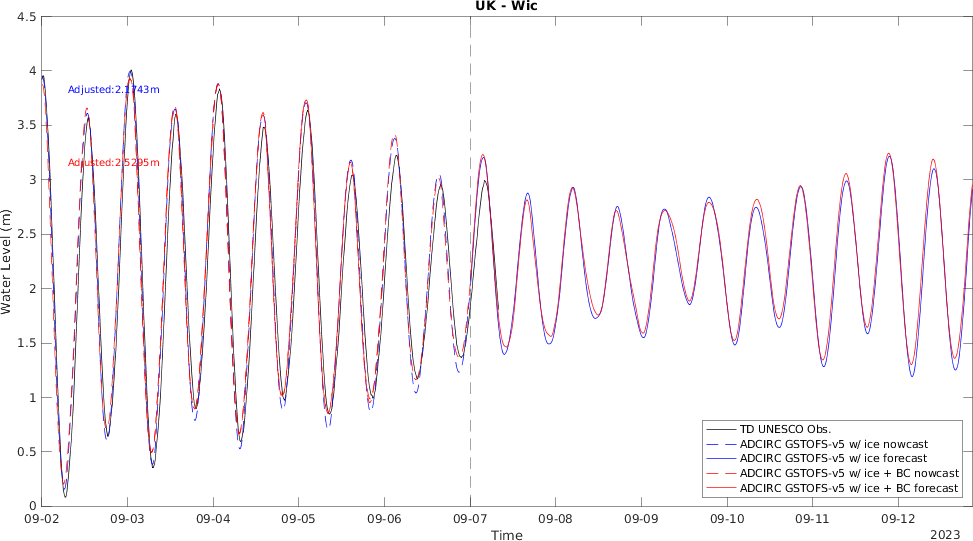 UK - Wic
4.5
4
3.5
3
2.5
2
1.5
1
0.5
0
Water Level (m)
Adjusted:2.1743m
Adjusted:2.5295m
TD UNESCO Obs.
ADCIRC GSTOFS-v5 w/ ice nowcast
ADCIRC GSTOFS-v5 w/ ice forecast
ADCIRC GSTOFS-v5 w/ ice + BC nowcast
ADCIRC GSTOFS-v5 w/ ice + BC forecast
09-02 09-03 09-04 09-05 09-06 09-07 09-08 09-09 09-10 09-11 09-12
Time
2023